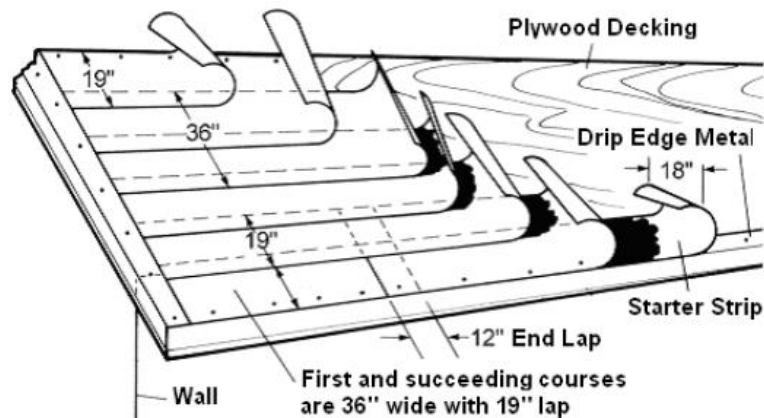 Plywood Decking
19"
36"
Drip Edge Metal
18"
19"
Starter Strip
12" End Lap
Wall
First and succeeding courses
are 36" wide with 19" lap